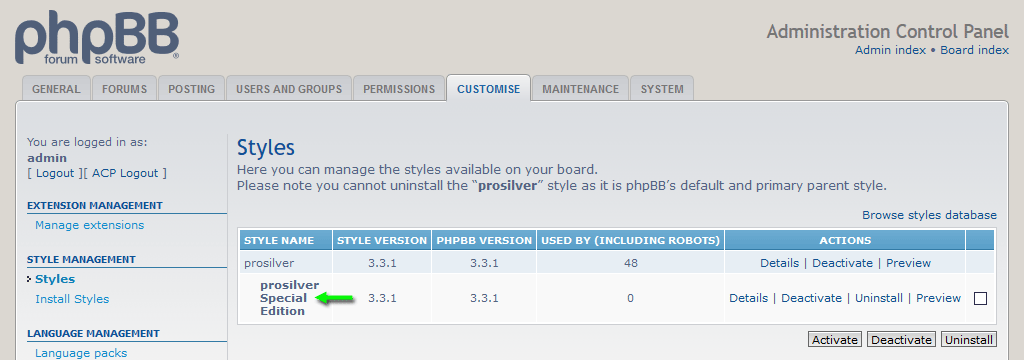 phpBB®
forum software
Administration Control Panel
Admin index • Board index
GENERAL FORUMS POSTING USERS AND GROUPS PERMISSIONS CUSTOMISE MAINTENANCE SYSTEM
You are logged in as:
admin
[ Logout ][ ACP Logout ]
EXTENSION MANAGEMENT
Manage extensions
STYLE MANAGEMENT
Styles
Install Styles
LANGUAGE MANAGEMENT
Language packs
Styles
Here you can manage the styles available on your board.
Please note you cannot uninstall the “prosilver” style as it is phpBB’s default and primary parent style.
Browse styles database
STYLE NAME STYLE VERSION PHPBB VERSION USED BY (INCLUDING ROBOTS) ACTIONS
prosilver 3.3.1 3.3.1 48 Details | Deactivate | Preview
prosilver
Special 3.3.1 3.3.1 0 Details | Deactivate | Uninstall | Preview
Edition
Activate Deactivate Uninstall